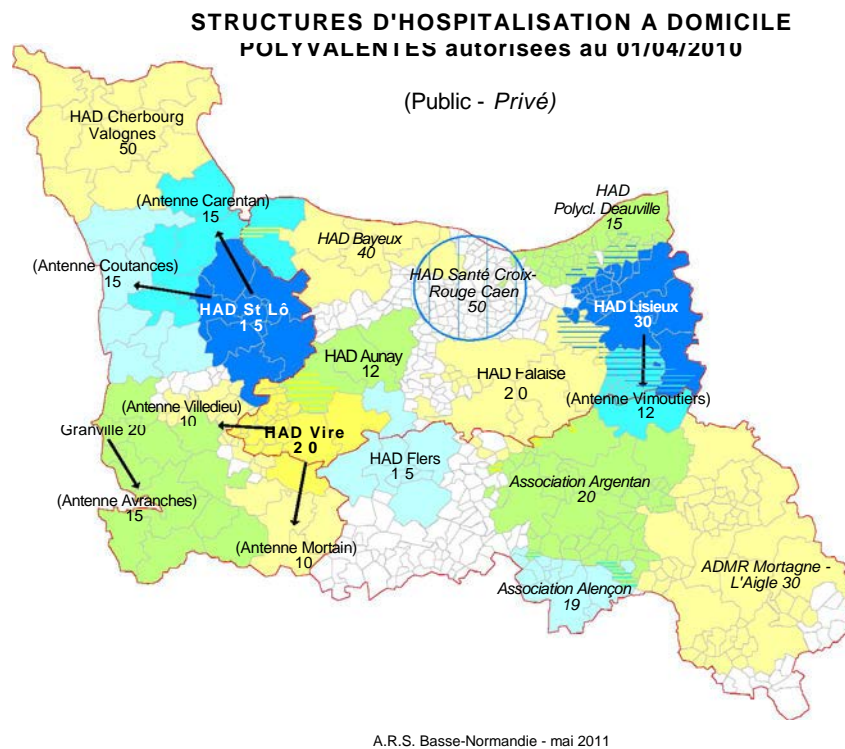 STRUCTURES D'HOSPITALISATION A DOMICILE
POLYVALENTES autorisées au 01/04/2010
(Public - Privé)
HAD Cherbourg
Valognes
50
(Antenne Carentan)
15
(Antenne Coutances)
15
HAD St Lô
1 5
HAD Bayeux
40
HAD Santé Croix-
Rouge Caen
50
HAD
Polycl. Deauville
15
HAD Lisieux
30
HAD Aunay
12
HAD Falaise
2 0
(Antenne Vimoutiers)
12
(Antenne Villedieu)
10
Granville 20
HAD Vire
2 0
HAD Flers
1 5
(Antenne Avranches)
15
(Antenne Mortain)
10
Association Argentan
20
Association Alençon
19
ADMR Mortagne -
L'Aigle 30
A.R.S. Basse-Normandie - mai 2011